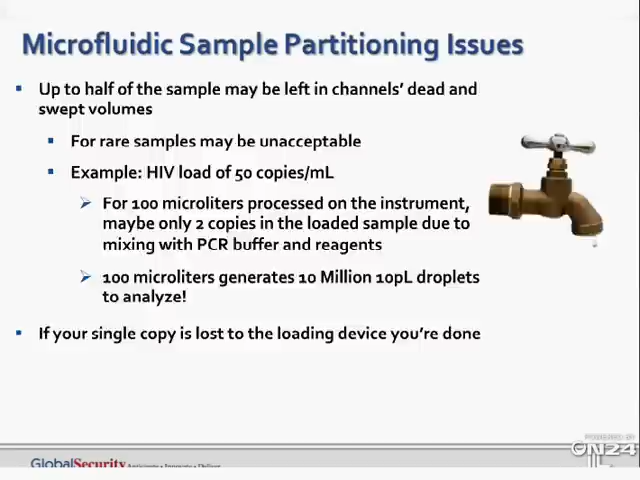 Microfluidic Sample Partitioning Issues
Up to half of the sample may be left in channels' dead and
swept volumes
For rare samples may be unacceptable
Example: HIV load of 50 copies/mL
For 100 microliters processed on the instrument,
maybe only 2 copies in the loaded sample due to
mixing with PCR buffer and reagents
100 microliters generates 10 Million 10pL droplets
to analyze!
If your single copy is lost to the loading device you're done
POWERED BY
ON24
GlobalSecurity